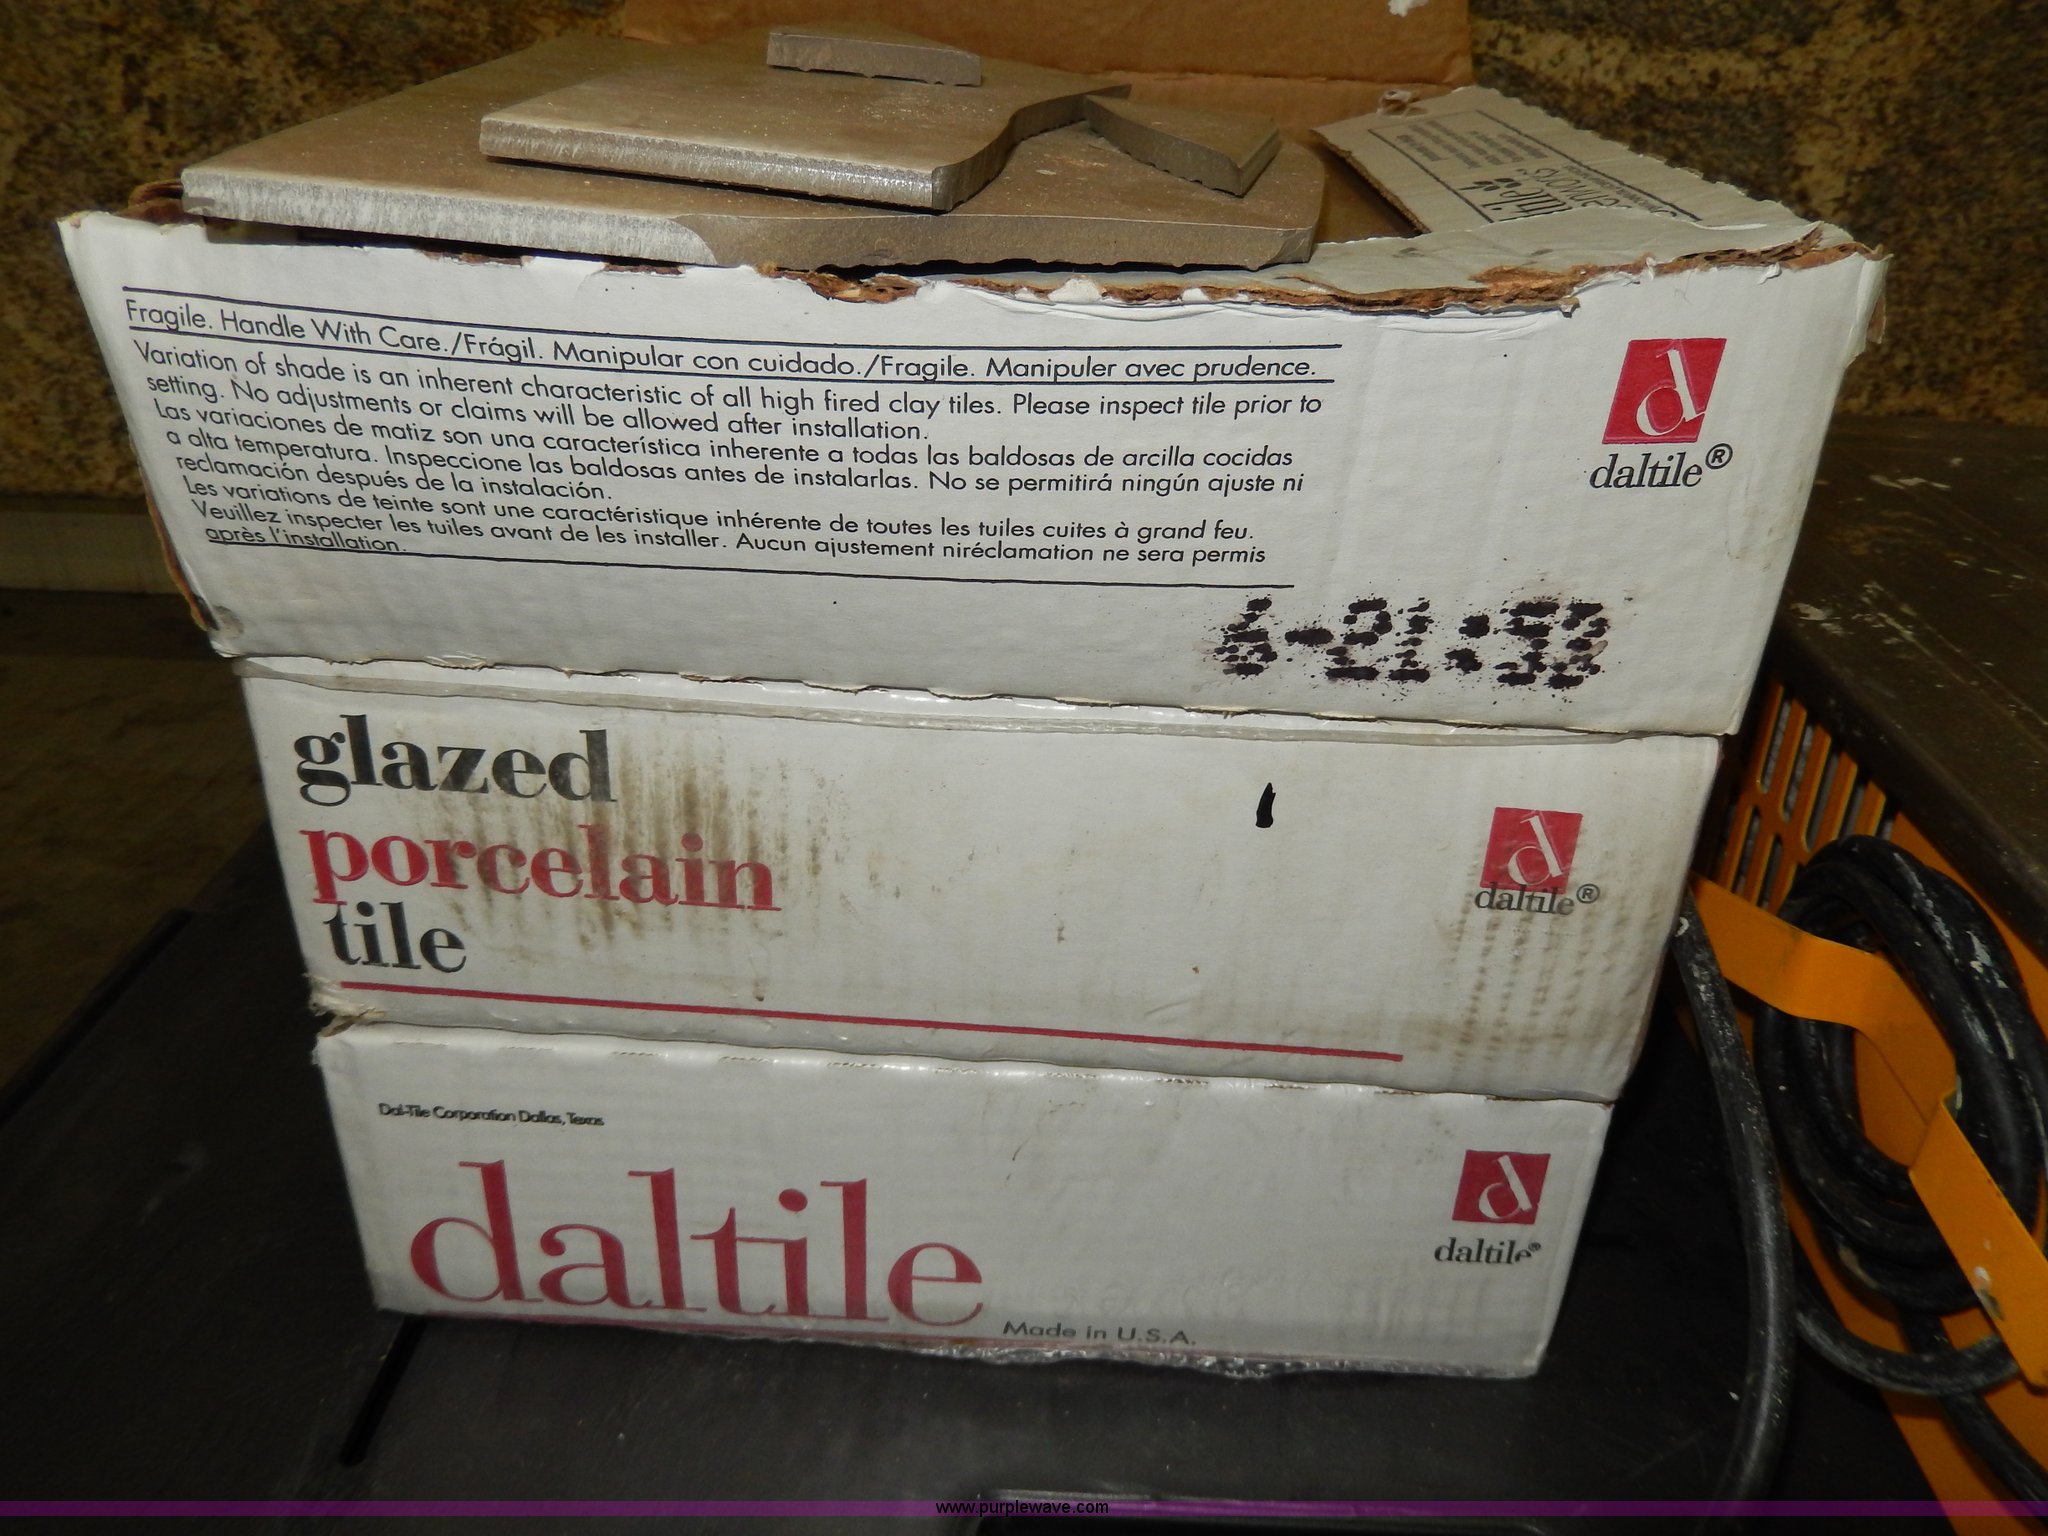 Fragile. Handle With Care./Frágil. Manipular con cuidado./Fragile. Manipuler avec prudence.
Variation of shade is an inherent characteristic of all high fired clay tiles. Please inspect tile prior to
setting. No adjustments or claims will be allowed after installation.
Las variaciones de matiz son una característica inherente a todas las baldosas de arcilla cocidas
a alta temperatura. Inspeccione las baldosas antes de instalarlas. No se permitirá ningún ajuste ni
reclamación después de la instalación.
Les variations de teinte sont une caractéristique inhérente de toutes les tuiles cuites à grand feu.
Veuillez inspecter les tuiles avant de les installer. Aucun ajustement niréclamation ne sera permis
après l'installation.
d
daltile®
glazed
porcelain
tile
d
daltile®
Dal-Tile Corporation Dallas, Texas
daltile
Made in U.S.A.
d
daltile®
www.purplewave.com